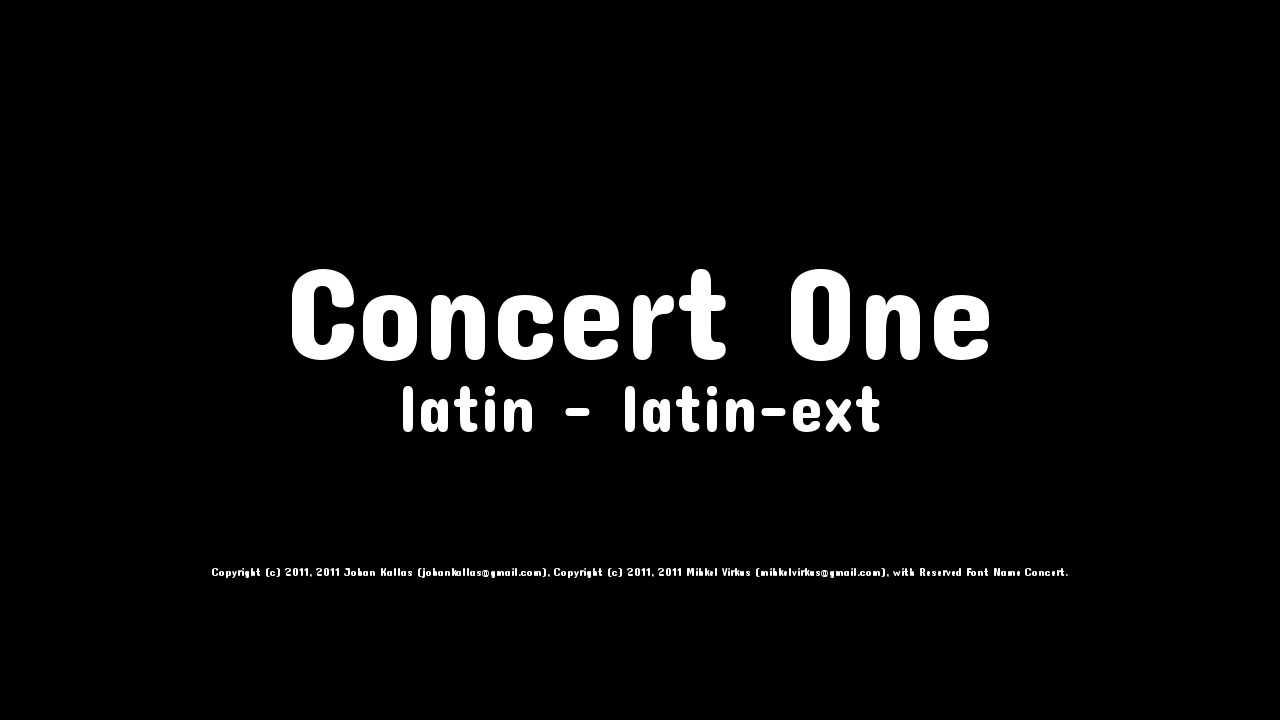 Concert One
latin - latin-ext
Copyright (c) 2011, 2011 Johan Kallas (johankallas@gmail.com), Copyright (c) 2011, 2011 Mihkel Virkus (mihkelvirkus@gmail.com), with Reserved Font Name Concert.